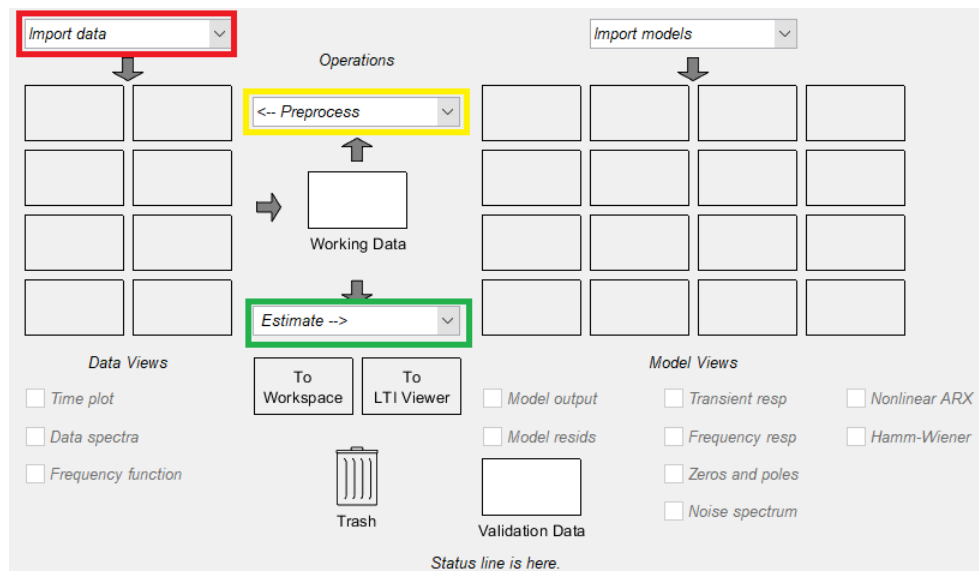 Import data
Import models
Operations
<-- Preprocess
Working Data
Estimate -->
Data Views
Model Views
To
Workspace
To
LTI Viewer
Time plot
Model output
Transient resp
Nonlinear ARX
Data spectra
Model resids
Frequency resp
Hamm-Wiener
Frequency function
Zeros and poles
Noise spectrum
Trash
Validation Data
Status line is here.